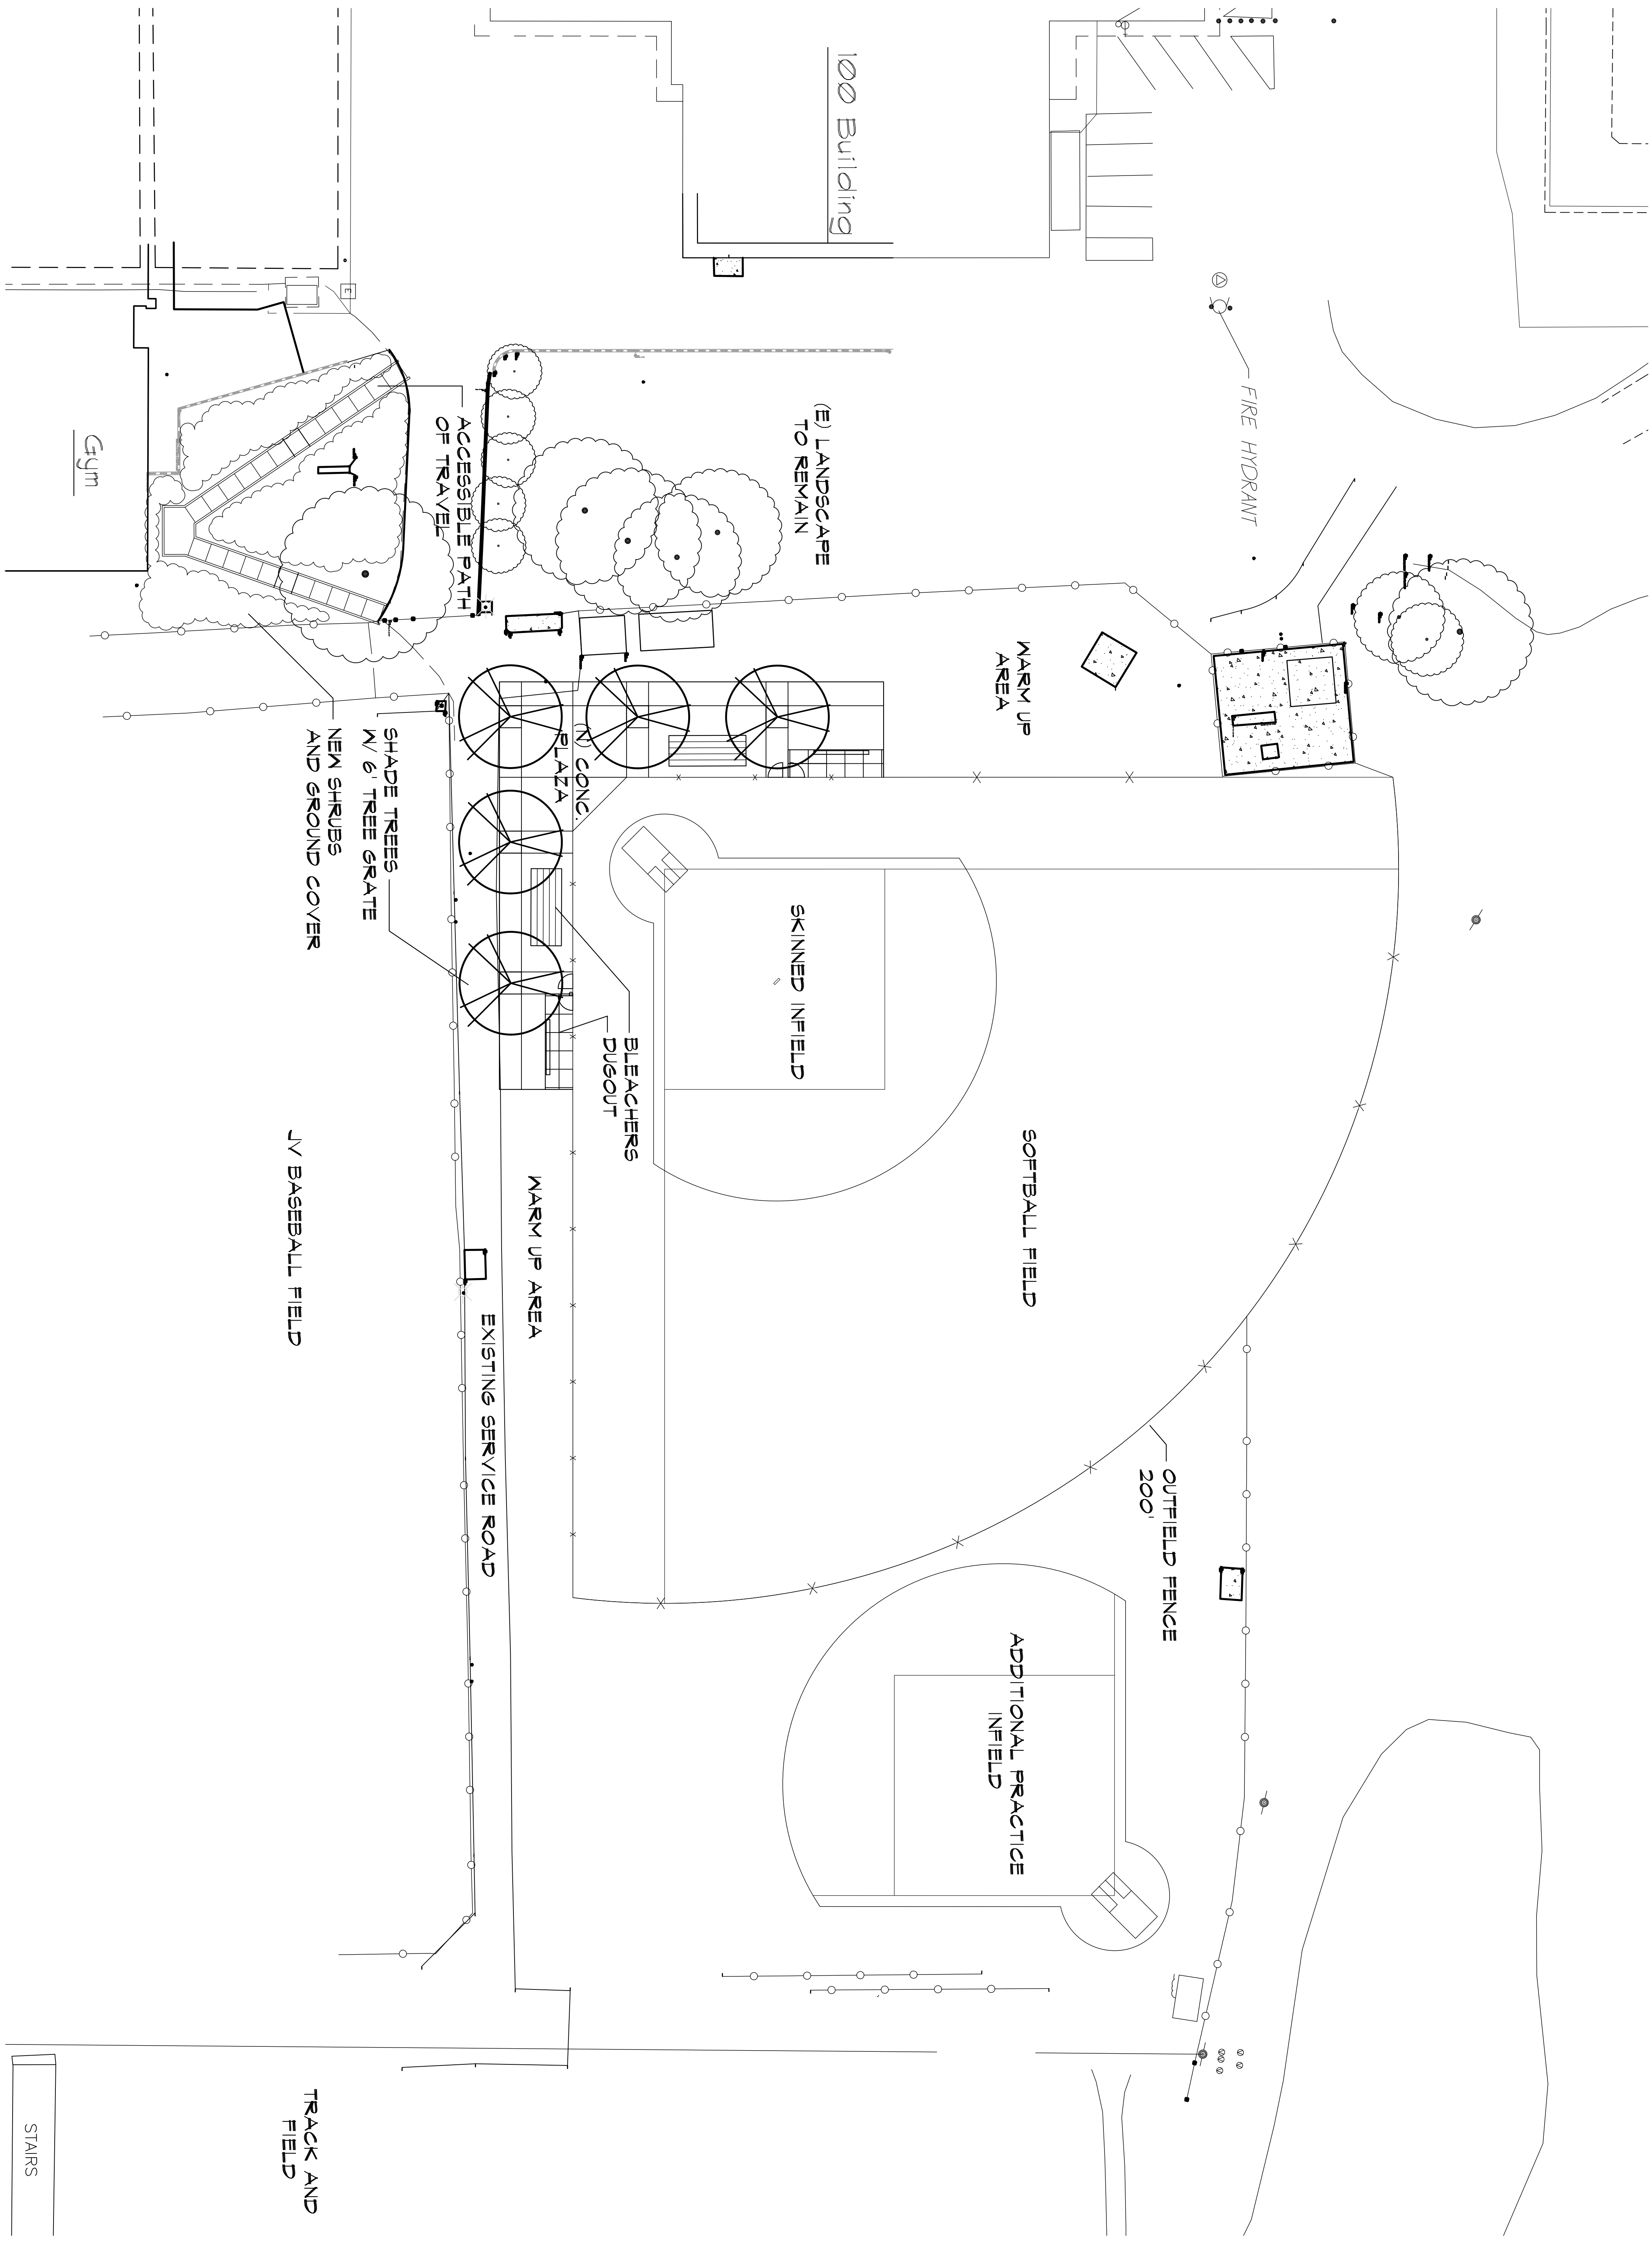 100 Building
FIRE HYDRANT
(E) LANDSCAPE
TO REMAIN
ACCESSIBLE PATH
OF TRAVEL
Gym
E
WARM UP
AREA
(N) CONC.
PLAZA
SHADE TREES
W/ 6' TREE GRATE
NEW SHRUBS
AND GROUND COVER
SKINNED INFIELD
BLEACHERS
DUGOUT
SOFTBALL FIELD
WARM UP AREA
JV BASEBALL FIELD
EXISTING SERVICE ROAD
OUTFIELD FENCE
200'
ADDITIONAL PRACTICE
INFIELD
TRACK AND
FIELD
STAIRS